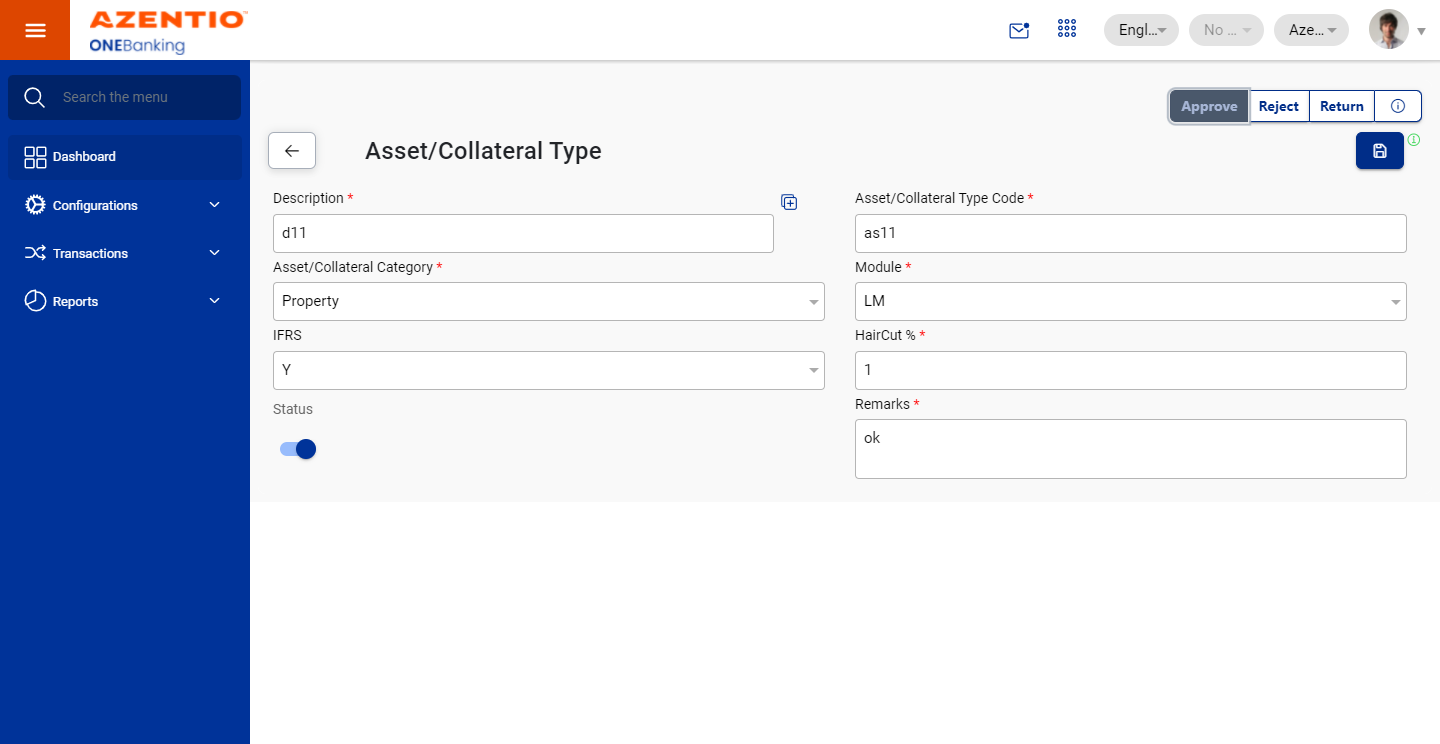 AZENTIO™
ONEBanking
Engl...
No ...
Aze...
Search the menu
Dashboard
Configurations
Transactions
Reports
Approve
Reject
Return
Asset/Collateral Type
Description *
d11
Asset/Collateral Type Code *
as11
Asset/Collateral Category *
Property
Module *
LM
IFRS
Y
HairCut % *
1
Status
Remarks *
ok